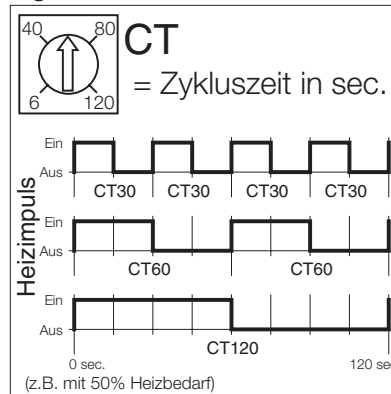 40 80
6 120
CT
= Zykluszeit in sec.
Heizimpuls
Ein
Aus
CT30 CT30 CT30 CT30
Ein
Aus
CT60 CT60
Ein
Aus
CT120
0 sec. 120 sec
(z.B. mit 50% Heizbedarf)